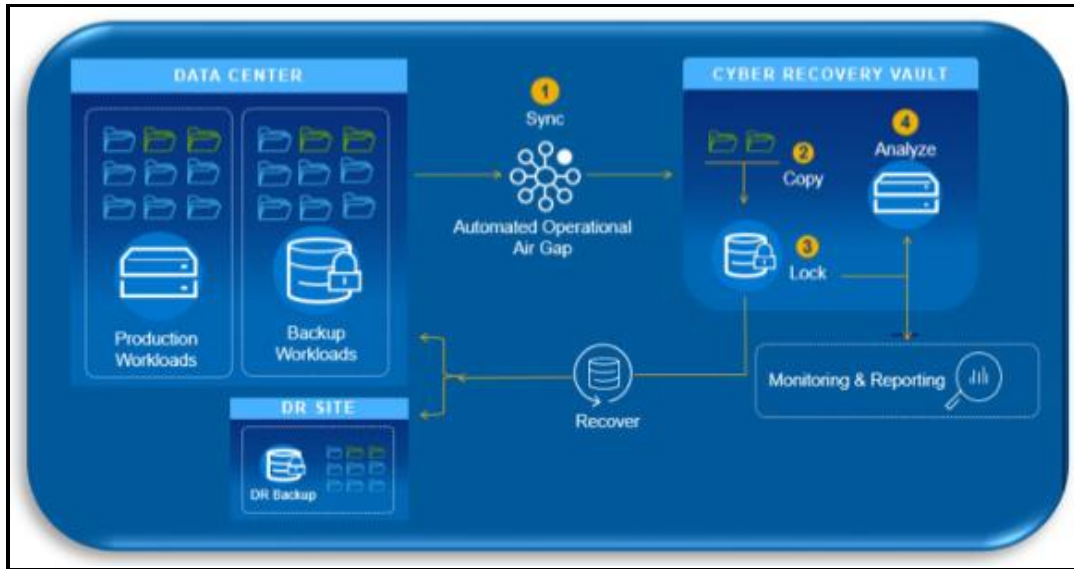 DATA CENTER
Production
Workloads
Backup
Workloads
DR SITE
DR Backup
1
Sync
Automated Operational
Air Gap
Recover
CYBER RECOVERY VAULT
2
Copy
3
Lock
4
Analyze
Monitoring & Reporting